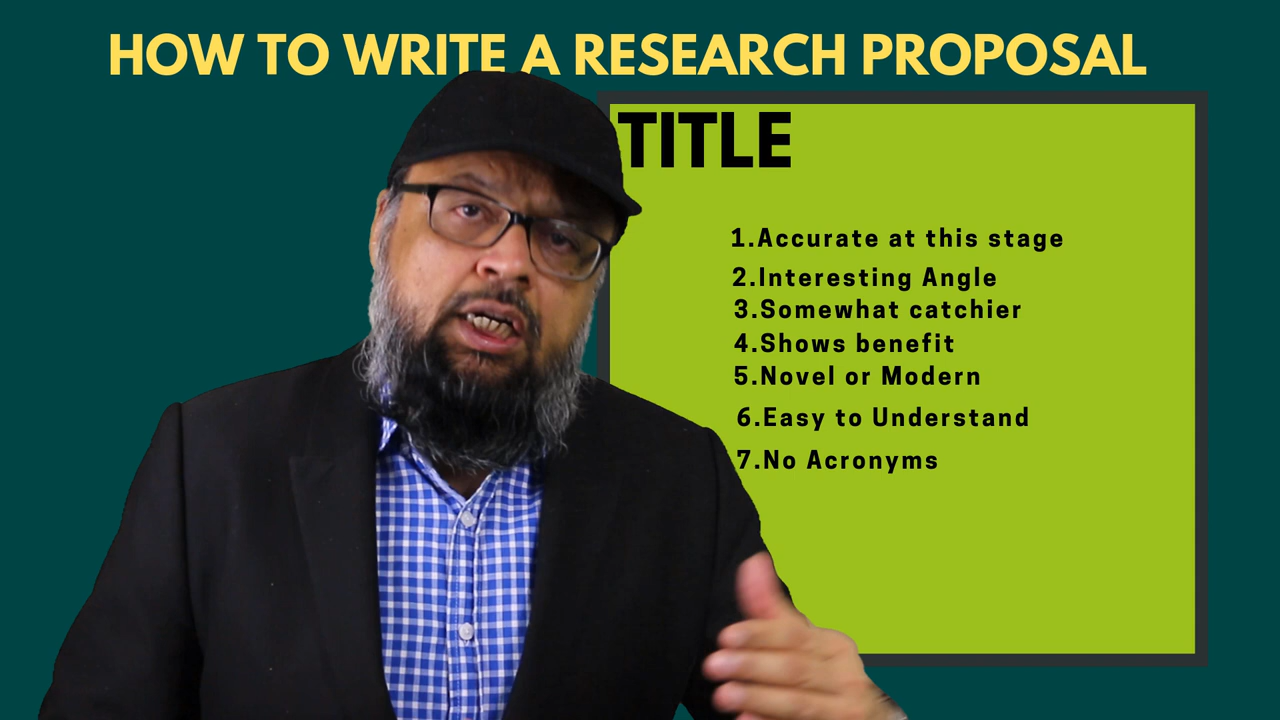 HOW TO WRITE A RESEARCH PROPOSAL
TITLE
1.Accurate at this stage
2.Interesting Angle
3.Somewhat catchier
4.Shows benefit
5.Novel or Modern
6.Easy to Understand
7.No Acronyms